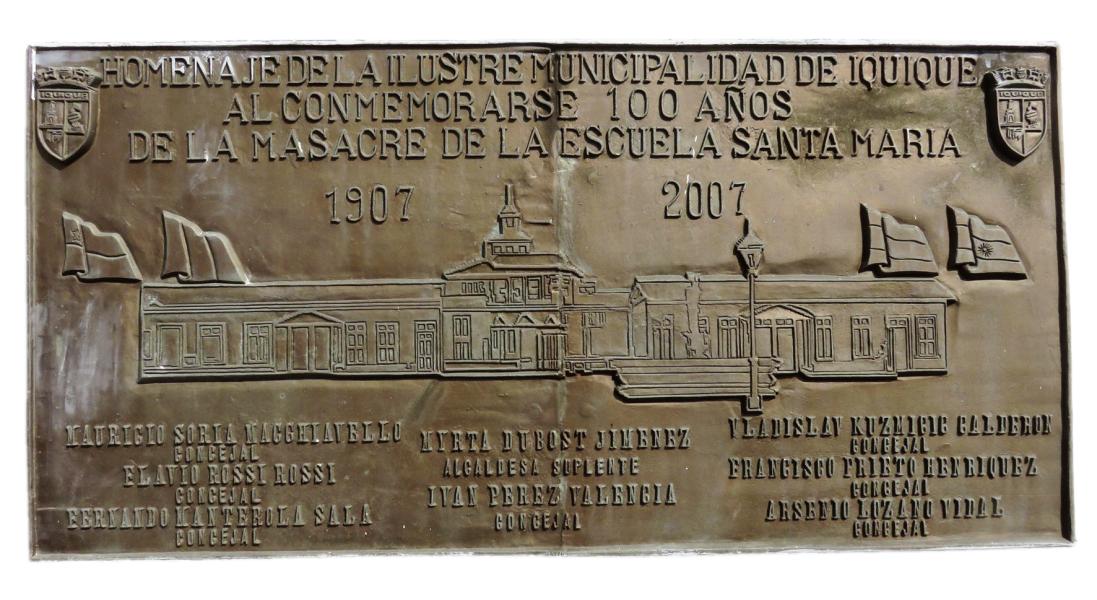 HOMENAJE DE LA ILUSTRE MUNICIPALIDAD DE IQUIQUE
AL CONMEMORARSE 100 AÑOS
DE LA MASACRE DE LA ESCUELA SANTA MARIA
IQUIQUE
IQUIQUE
1907
2007
MAURICIO SORIA MACCHIAVELLO
CONCEJAL
FLAVIO ROSSI ROSSI
CONCEJAL
FERNANDO MANTEROLA SALA
CONCEJAL
MYRTA DUBOST JIMENEZ
ALCALDESA SUPLENTE
IVAN PEREZ VALENCIA
CONCEJAL
VLADISLAV KUZMICIC CALDERON
CONCEJAL
FRANCISCO PRIETO HENRIQUEZ
CONCEJAL
ARSENIO LOZANO VIDAL
CONCEJAL